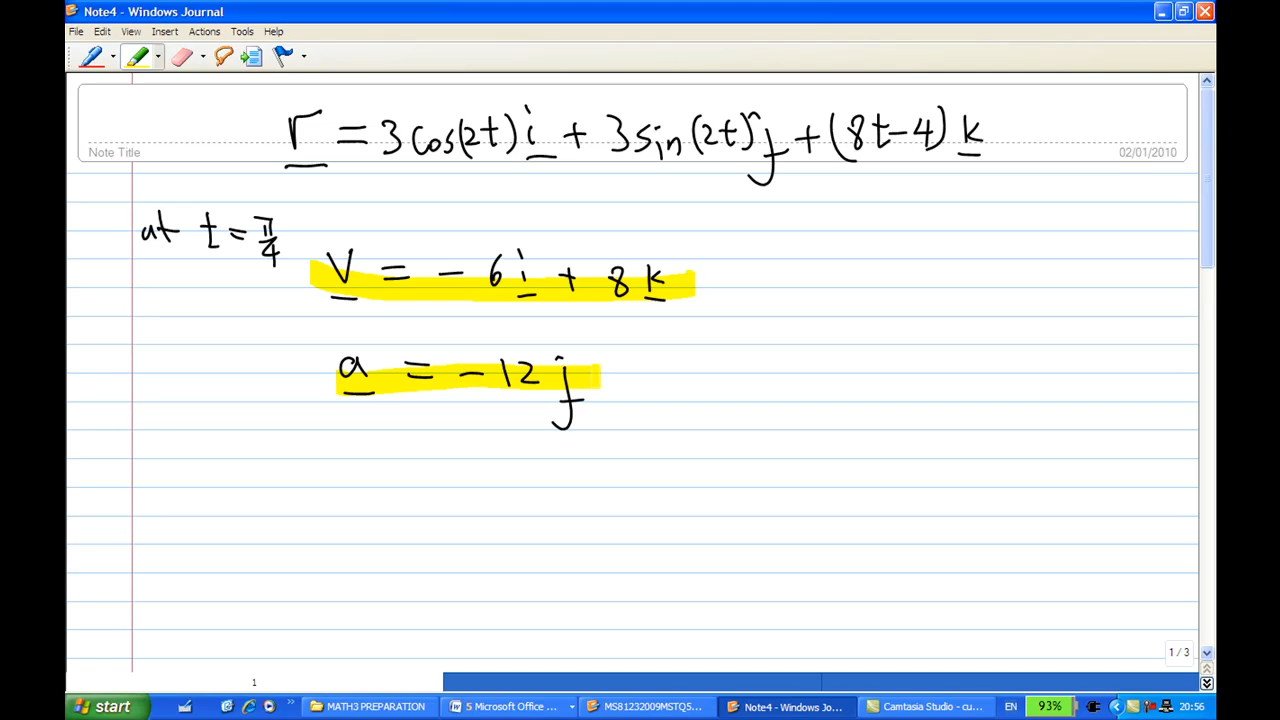 Note4 - Windows Journal
File Edit View Insert Actions Tools Help
r = 3cos(2t) i + 3sin(2t) j + (8t-4) k
Note Title
02/01/2010
at t = π/4
v = - 6 i + 8 k
a = - 12 j
1 / 3
1
start
MATH3 PREPARATION
5 Microsoft Office ...
MS81232009MSTQ5...
Note4 - Windows Jo...
Camtasia Studio - cu...
EN
93%
20:56